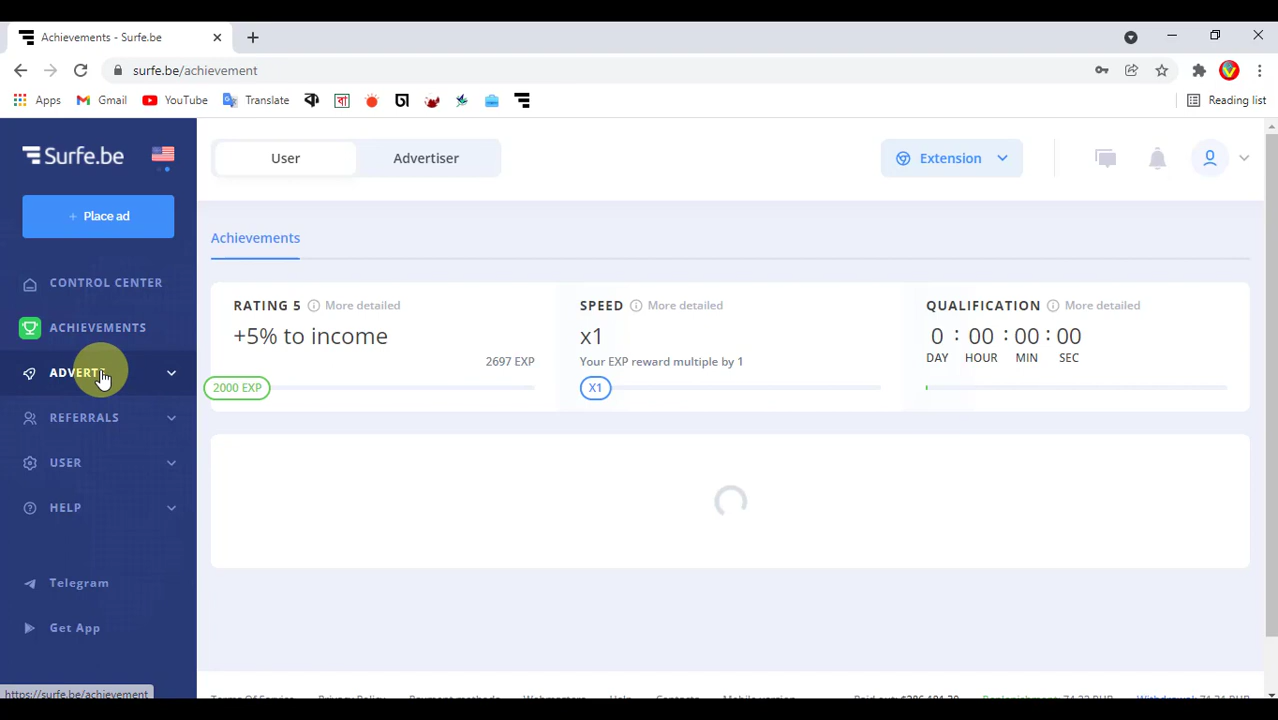 Achievements - Surfe.be
surfe.be/achievement
Apps Gmail YouTube Translate বা Reading list
Surfe.be User Advertiser Extension
+ Place ad
Achievements
CONTROL CENTER
RATING 5 More detailed SPEED More detailed QUALIFICATION More detailed
ACHIEVEMENTS +5% to income x1 0 : 00 : 00 : 00
2697 EXP Your EXP reward multiple by 1 DAY HOUR MIN SEC
ADVERT
2000 EXP X1
REFERRALS
USER
HELP
Telegram
Get App
https://surfe.be/achievement